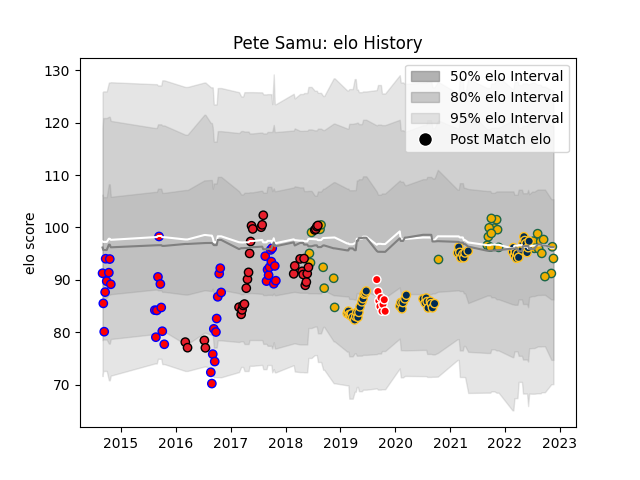 Pete Samu: elo History
50% elo Interval
80% elo Interval
95% elo Interval
Post Match elo
elo score
130
120
110
100
90
80
70
2015 2016 2017 2018 2019 2020 2021 2022 2023